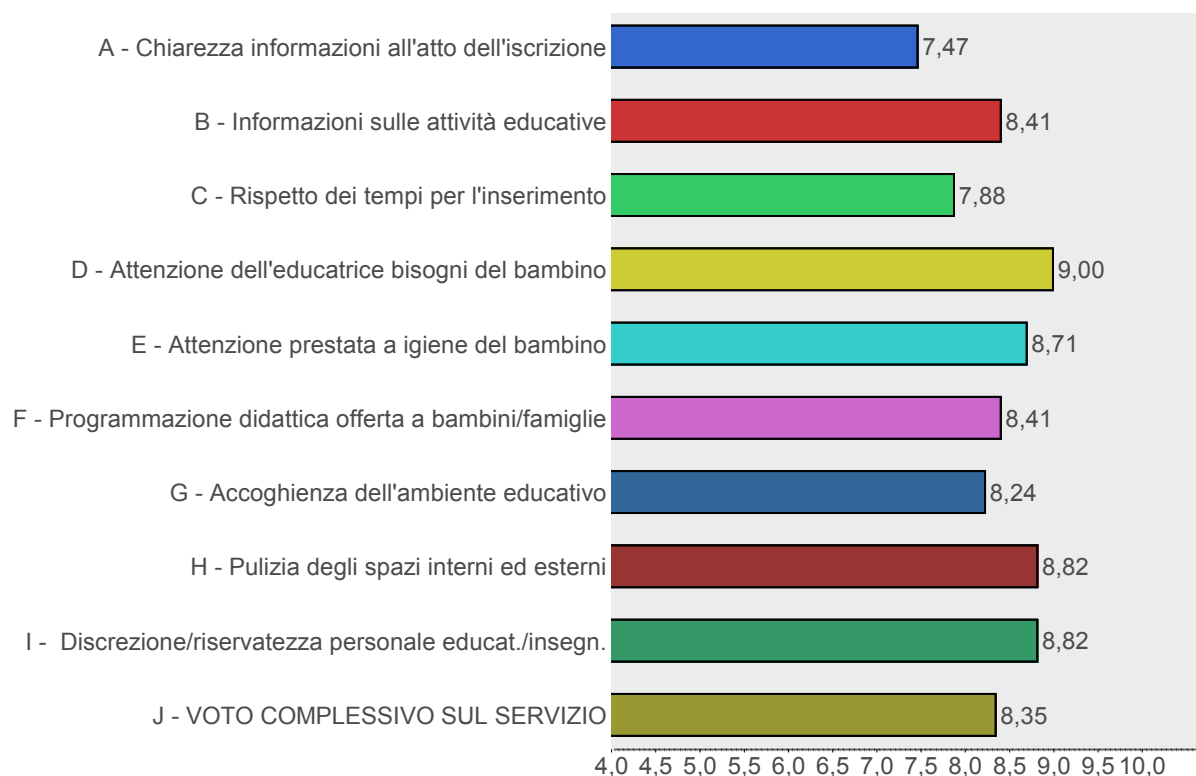 A - Chiarezza informazioni all'atto dell'iscrizione 7,47
B - Informazioni sulle attività educative 8,41
C - Rispetto dei tempi per l'inserimento 7,88
D - Attenzione dell'educatrice bisogni del bambino 9,00
E - Attenzione prestata a igiene del bambino 8,71
F - Programmazione didattica offerta a bambini/famiglie 8,41
G - Accoghienza dell'ambiente educativo 8,24
H - Pulizia degli spazi interni ed esterni 8,82
I -  Discrezione/riservatezza personale educat./insegn. 8,82
J - VOTO COMPLESSIVO SUL SERVIZIO 8,35
4,0 4,5 5,0 5,5 6,0 6,5 7,0 7,5 8,0 8,5 9,0 9,5 10,0